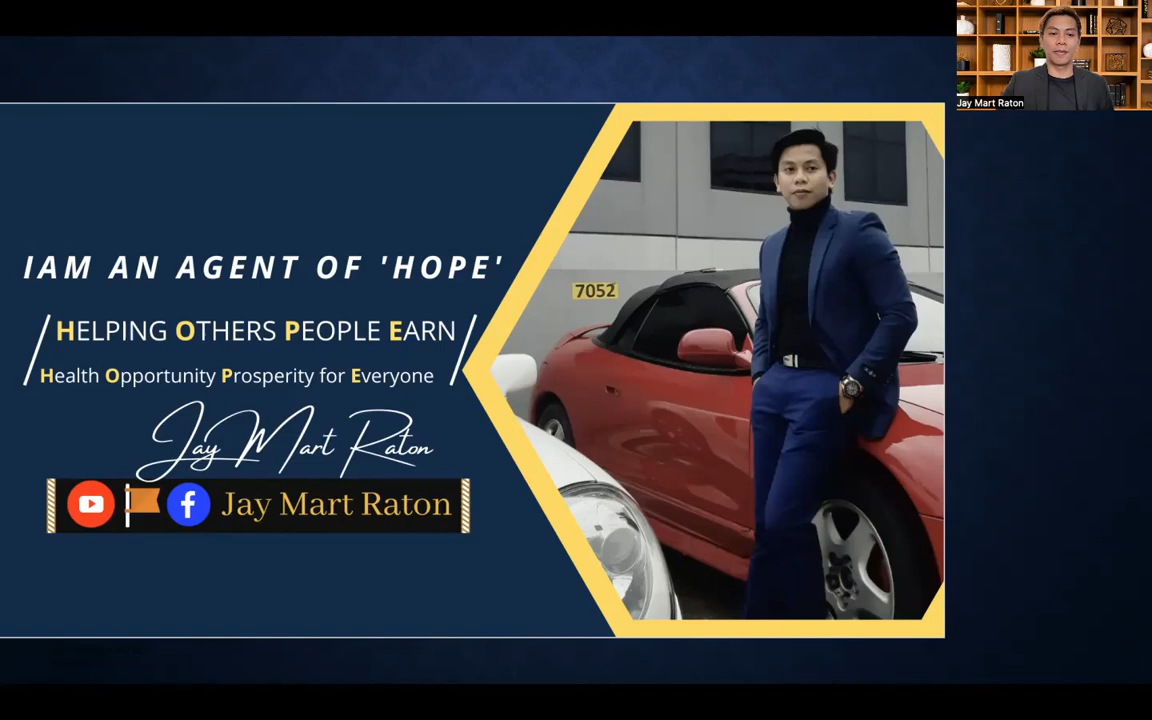 IAM AN AGENT OF 'HOPE'
HELPING OTHERS PEOPLE EARN
Health Opportunity Prosperity for Everyone
Jay Mart Raton
Jay Mart Raton
7052
Jay Mart Raton